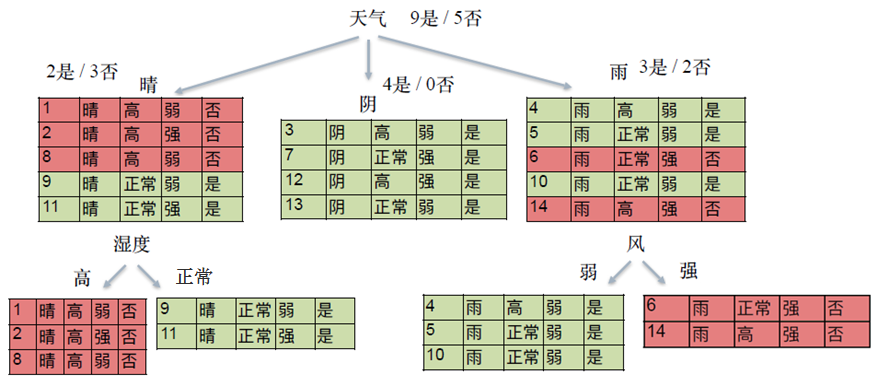 天气 9是 / 5否
2是 / 3否
晴
4是 / 0否
阴
雨 3是 / 2否
1 晴 高 弱 否
2 晴 高 强 否
8 晴 高 弱 否
9 晴 正常 弱 是
11 晴 正常 强 是
3 阴 高 弱 是
7 阴 正常 强 是
12 阴 高 强 是
13 阴 正常 弱 是
4 雨 高 弱 是
5 雨 正常 弱 是
6 雨 正常 强 否
10 雨 正常 弱 是
14 雨 高 强 否
湿度
高 正常
1 晴 高 弱 否
2 晴 高 强 否
8 晴 高 弱 否
9 晴 正常 弱 是
11 晴 正常 强 是
风
弱 强
4 雨 高 弱 是
5 雨 正常 弱 是
10 雨 正常 弱 是
6 雨 正常 强 否
14 雨 高 强 否